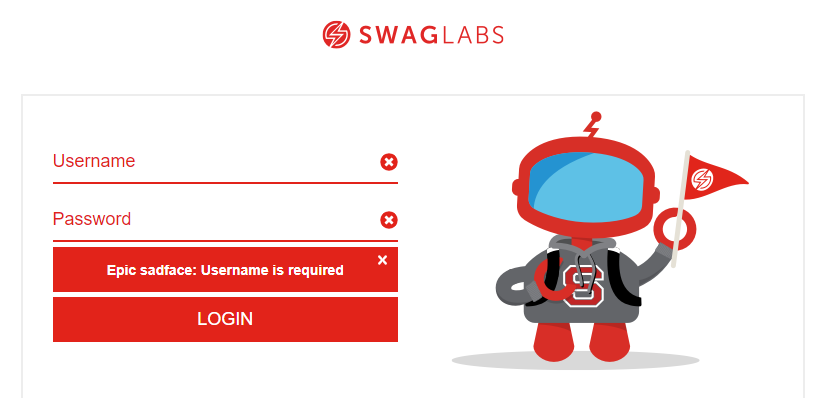 SWAGLABS
Username
Password
Epic sadface: Username is required
LOGIN
S